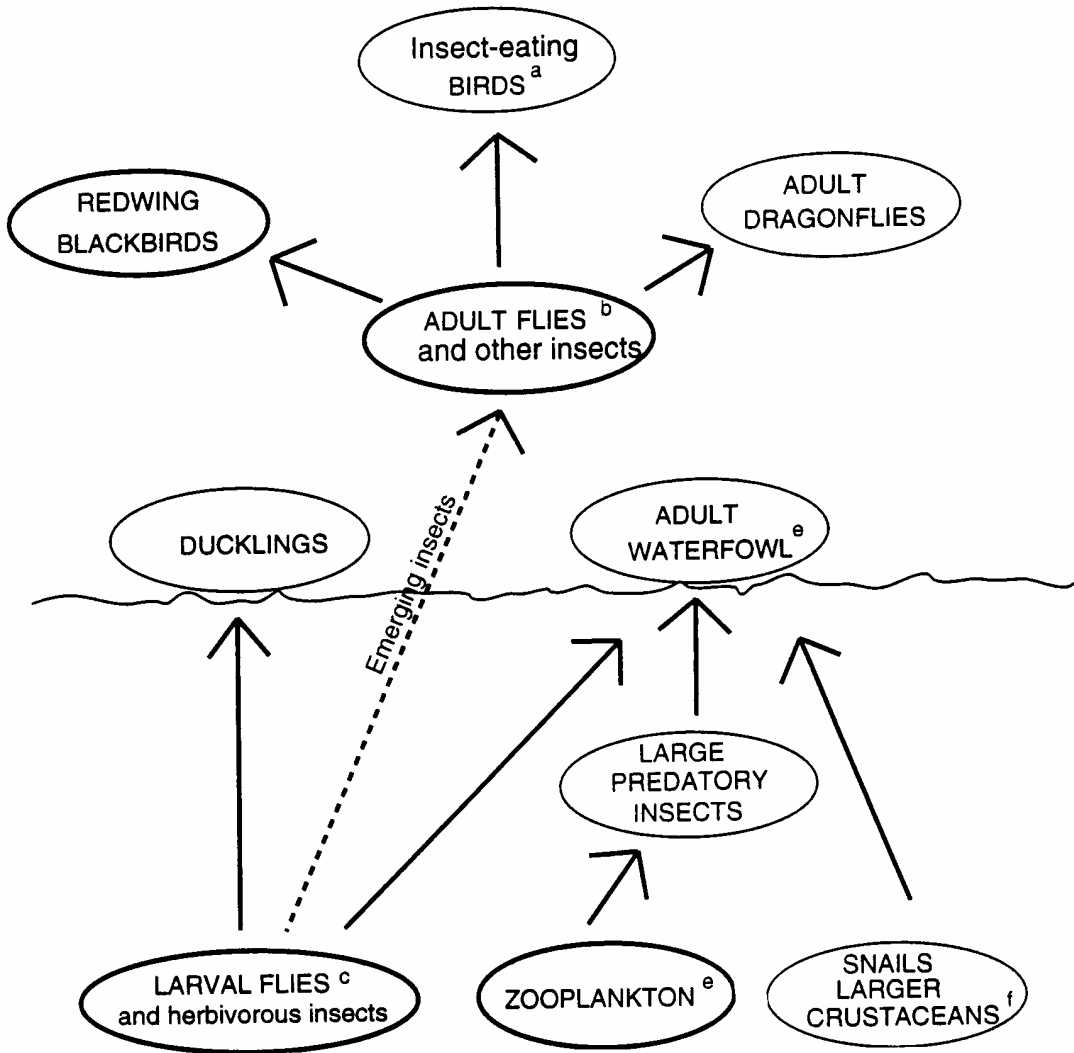 Insect-eating
BIRDS a
REDWING
BLACKBIRDS
ADULT
DRAGONFLIES
ADULT FLIES b
and other insects
Emerging insects
DUCKLINGS
ADULT
WATERFOWL e
LARGE
PREDATORY
INSECTS
LARVAL FLIES c
and herbivorous insects
ZOOPLANKTON e
SNAILS
LARGER
CRUSTACEANS f